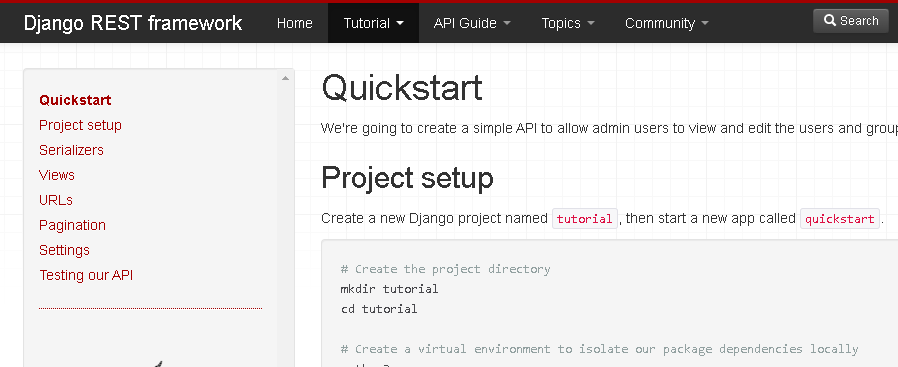 Django REST framework Home Tutorial API Guide Topics Community Search
Quickstart
Project setup
Serializers
Views
URLs
Pagination
Settings
Testing our API
Quickstart
We're going to create a simple API to allow admin users to view and edit the users and
Project setup
Create a new Django project named tutorial, then start a new app called quickstart.
# Create the project directory
mkdir tutorial
cd tutorial
# Create a virtual environment to isolate our package dependencies locally